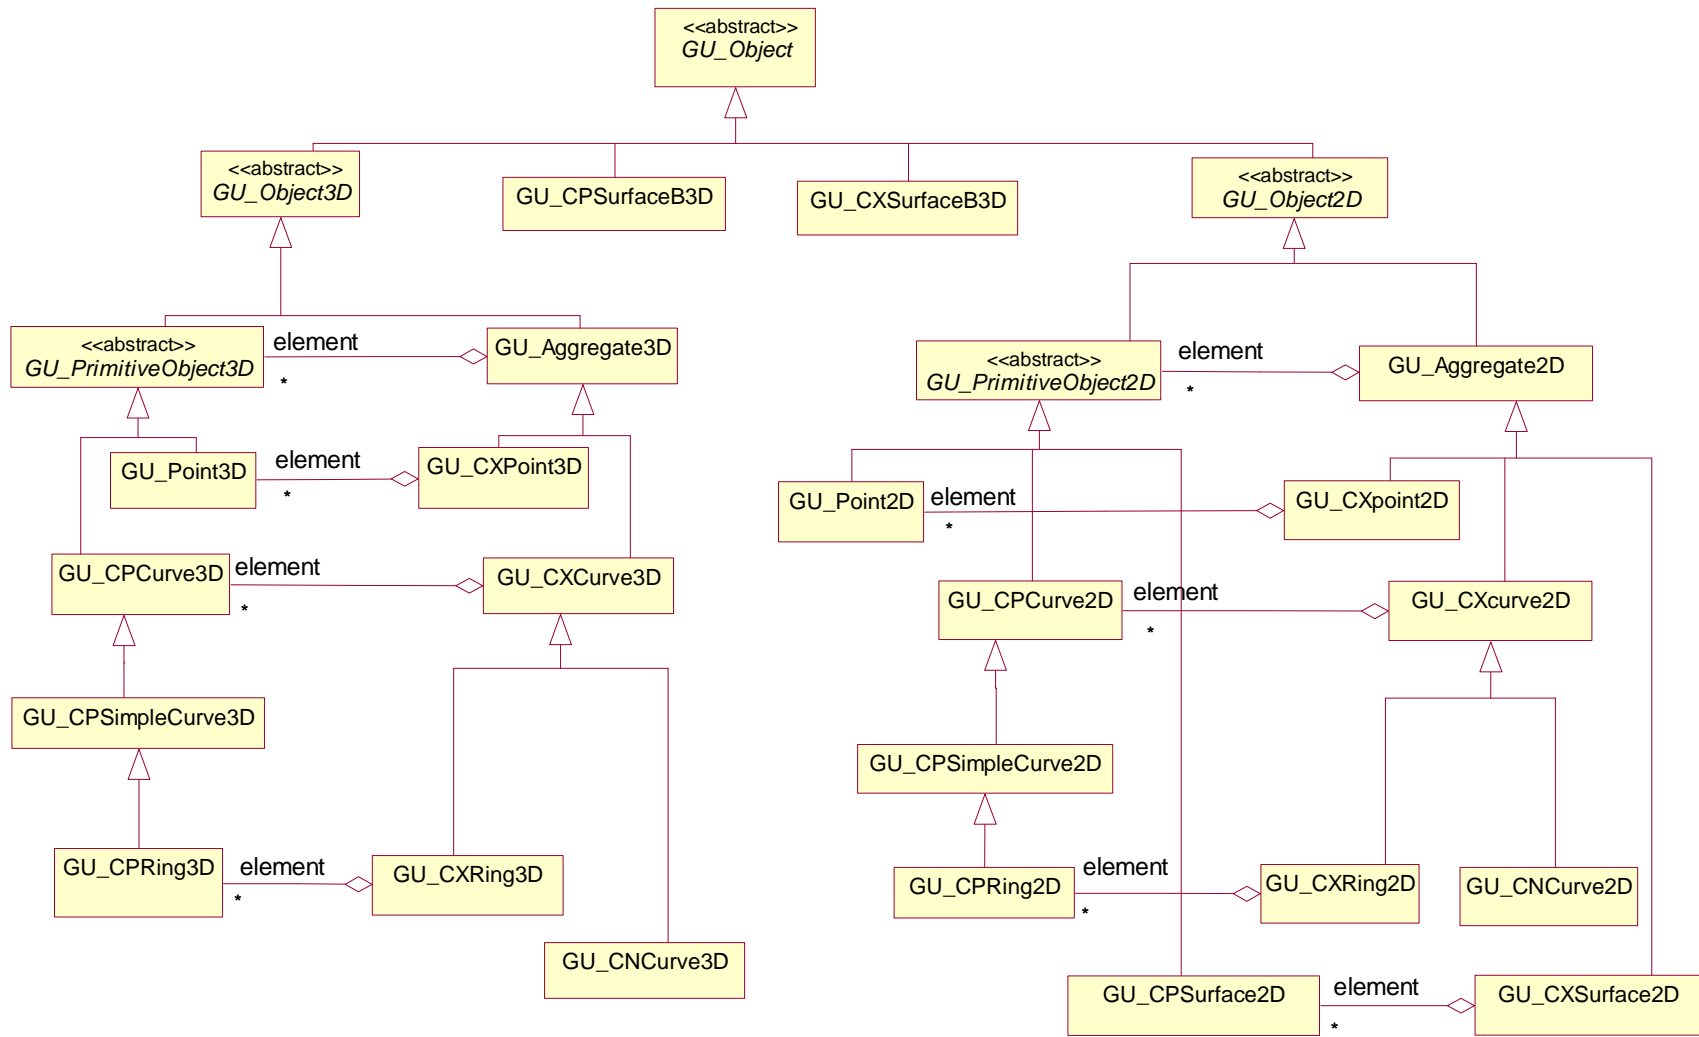 <<abstract>>
GU_Object
<<abstract>>
GU_Object3D
GU_CPSurfaceB3D
GU_CXSurfaceB3D
<<abstract>>
GU_Object2D
<<abstract>>
GU_PrimitiveObject3D
element
*
GU_Aggregate3D
<<abstract>>
GU_PrimitiveObject2D
element
*
GU_Aggregate2D
GU_Point3D
element
*
GU_CXPoint3D
GU_Point2D
element
*
GU_CXpoint2D
GU_CPCurve3D
element
*
GU_CXCurve3D
GU_CPCurve2D
element
*
GU_CXcurve2D
GU_CPSimpleCurve3D
GU_CPSimpleCurve2D
GU_CPRing3D
element
*
GU_CXRing3D
GU_CPRing2D
element
*
GU_CXRing2D
GU_CNCurve2D
GU_CNCurve3D
GU_CPSurface2D
element
*
GU_CXSurface2D